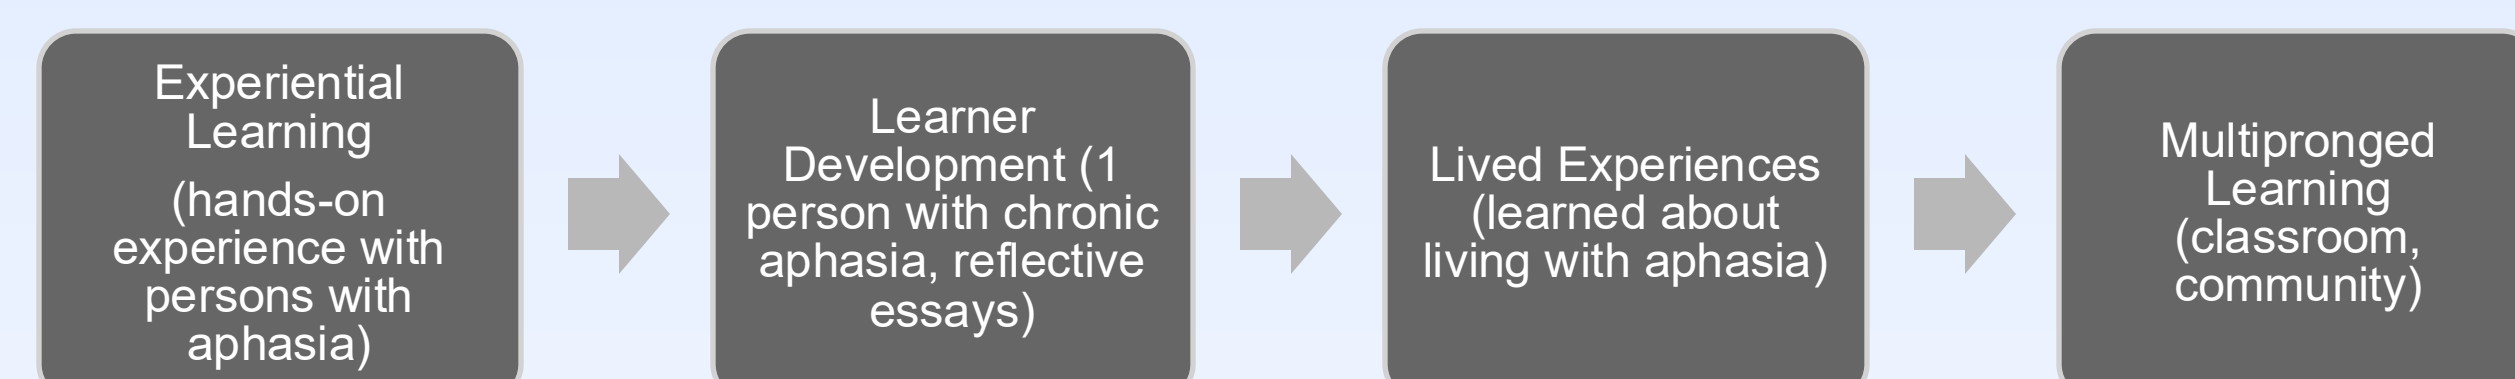 Experiential
Learning
(hands-on
experience with
persons with
aphasia)
Learner
Development (1
person with chronic
aphasia, reflective
essays)
Lived Experiences
(learned about
living with aphasia)
Multipronged
Learning
(classroom,
community)